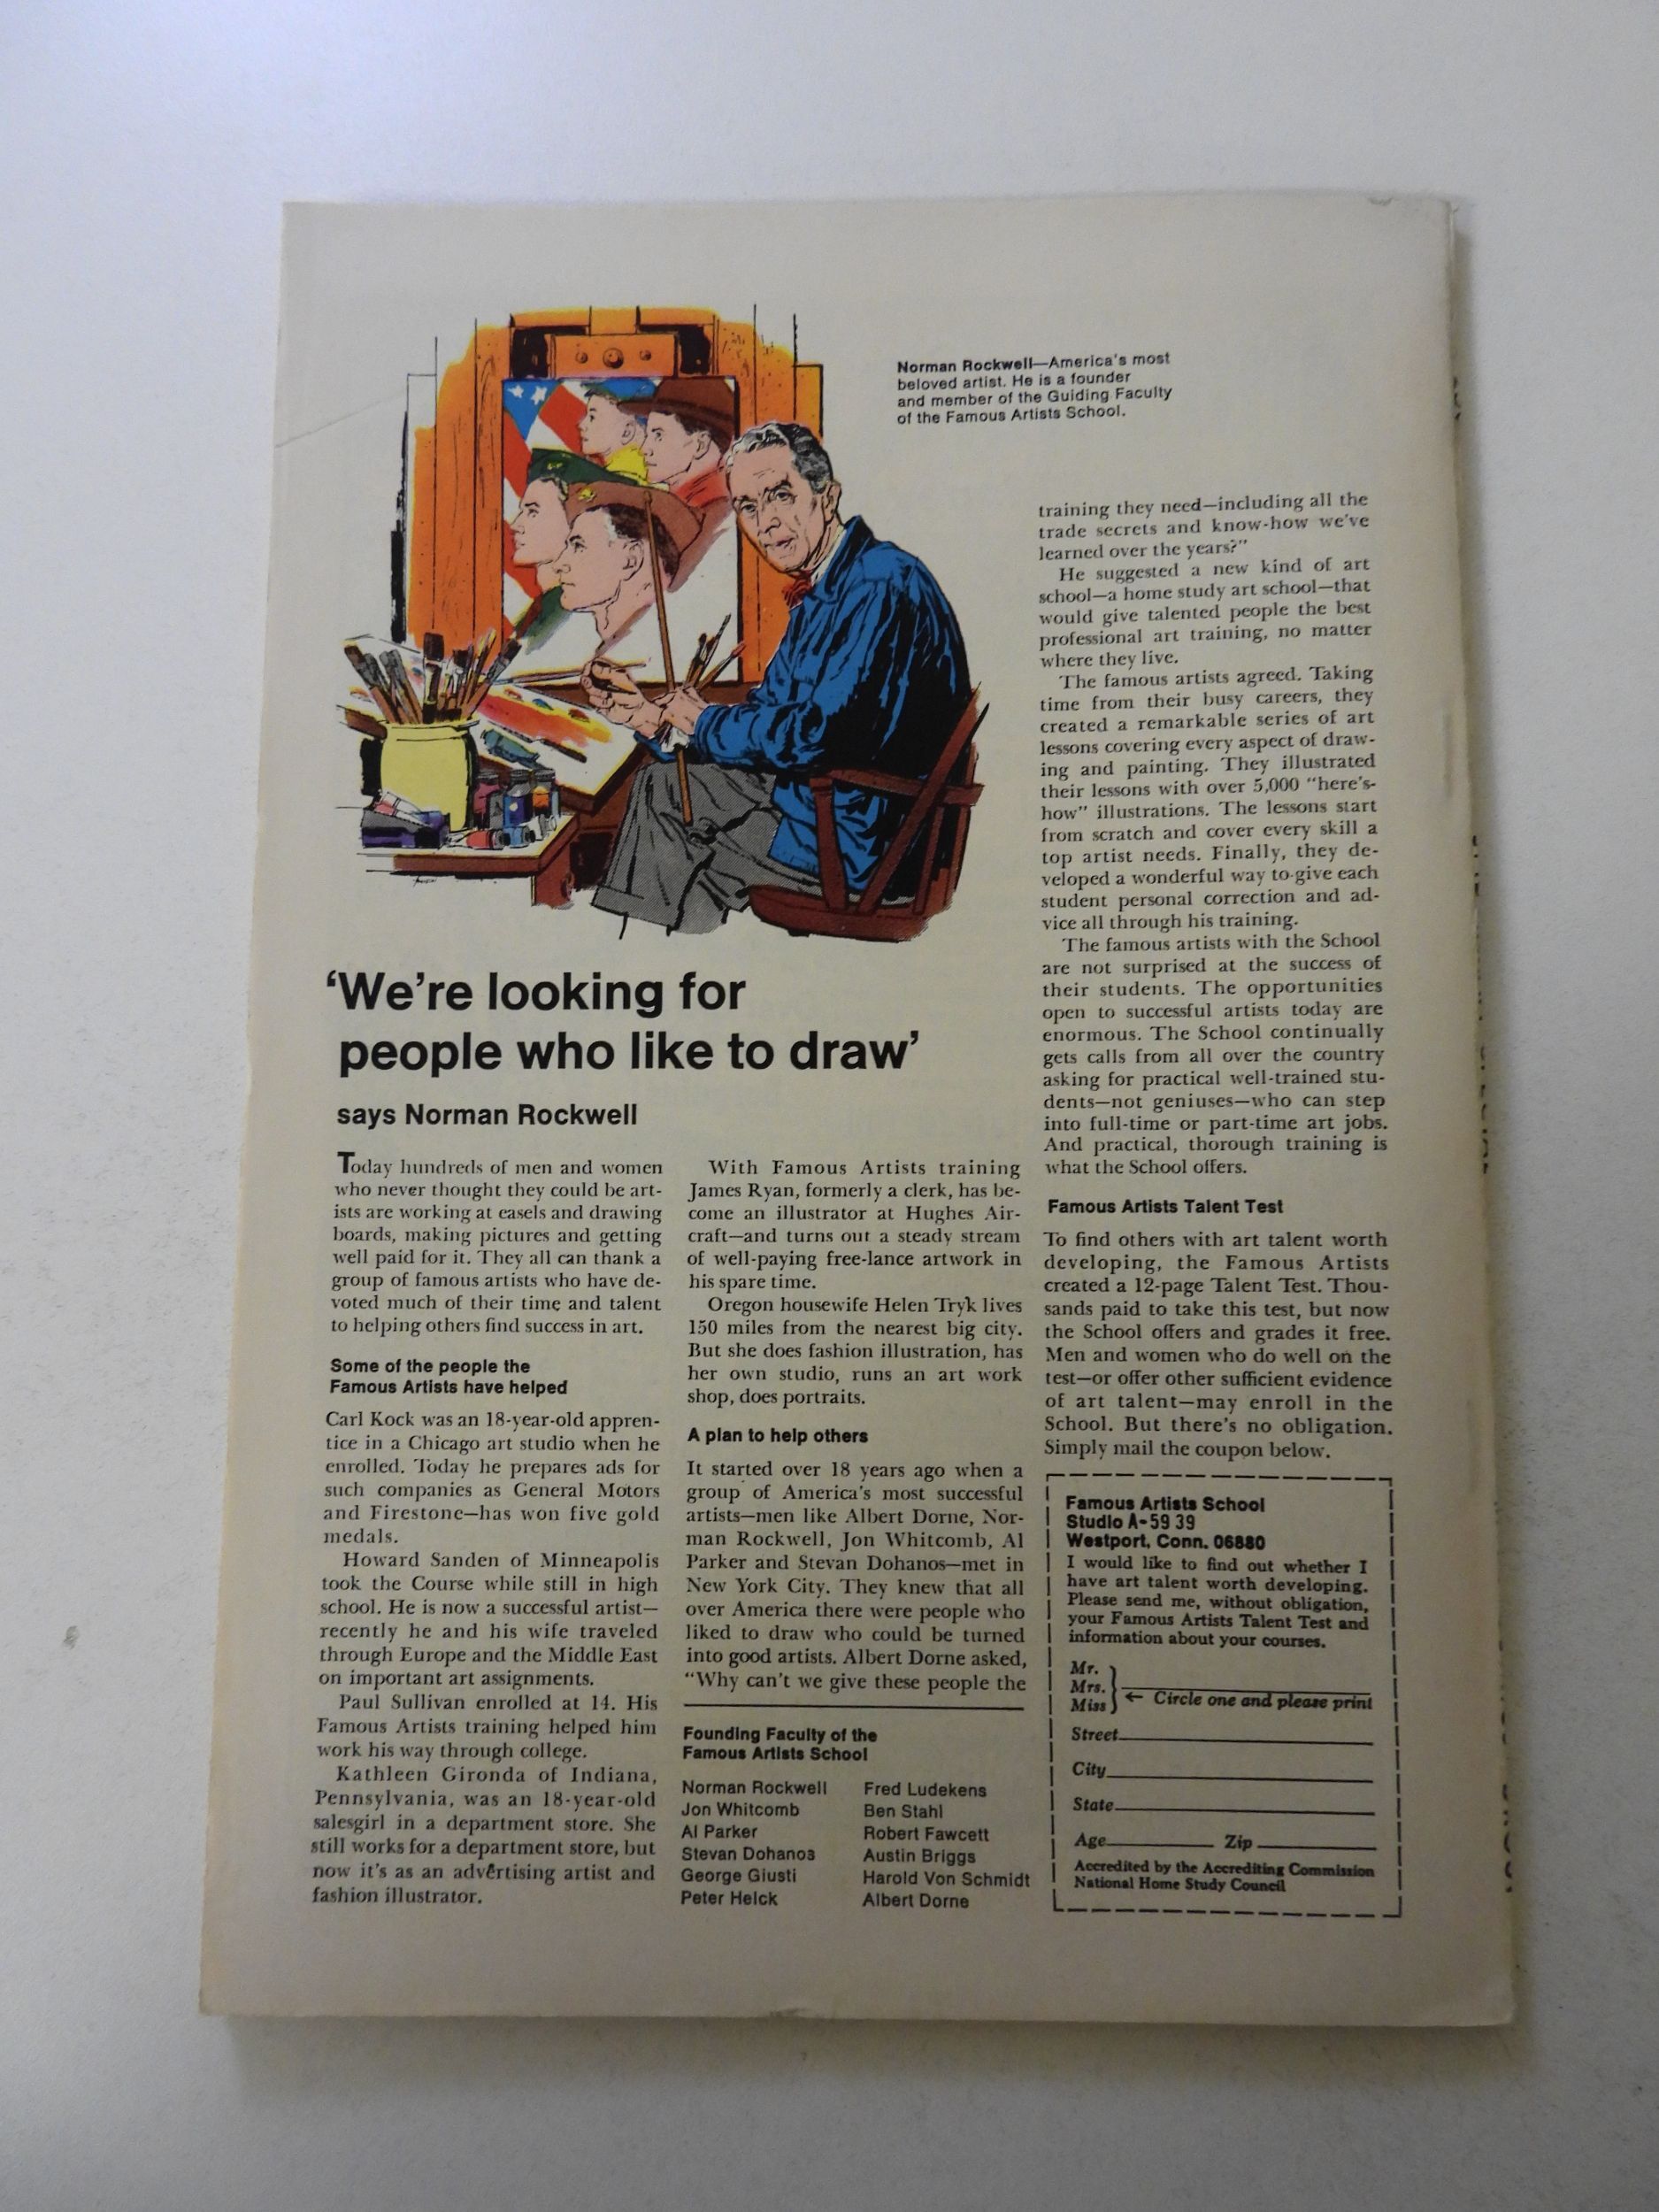 Norman Rockwell—America's most
beloved artist. He is a founder
and member of the Guiding Faculty
of the Famous Artists School.
'We're looking for
people who like to draw'
says Norman Rockwell
Today hundreds of men and women
who never thought they could be art-
ists are working at easels and drawing
boards, making pictures and getting
well paid for it. They all can thank a
group of famous artists who have de-
voted much of their time and talent
to helping others find success in art.
Some of the people the
Famous Artists have helped
Carl Kock was an 18-year-old appren-
tice in a Chicago art studio when he
enrolled. Today he prepares ads for
such companies as General Motors
and Firestone—has won five gold
medals.
Howard Sanden of Minneapolis
took the Course while still in high
school. He is now a successful artist—
recently he and his wife traveled
through Europe and the Middle East
on important art assignments.
Paul Sullivan enrolled at 14. His
Famous Artists training helped him
work his way through college.
Kathleen Gironda of Indiana,
Pennsylvania, was an 18-year-old
salesgirl in a department store. She
still works for a department store, but
now it's as an advertising artist and
fashion illustrator.
With Famous Artists training
James Ryan, formerly a clerk, has be-
come an illustrator at Hughes Air-
craft—and turns out a steady stream
of well-paying free-lance artwork in
his spare time.
Oregon housewife Helen Tryk lives
150 miles from the nearest big city.
But she does fashion illustration, has
her own studio, runs an art work
shop, does portraits.
A plan to help others
It started over 18 years ago when a
group of America's most successful
artists—men like Albert Dorne, Nor-
man Rockwell, Jon Whitcomb, Al
Parker and Stevan Dohanos—met in
New York City. They knew that all
over America there were people who
liked to draw who could be turned
into good artists. Albert Dorne asked,
"Why can't we give these people the
training they need—including all the
trade secrets and know-how we've
learned over the years?"
He suggested a new kind of art
school—a home study art school—that
would give talented people the best
professional art training, no matter
where they live.
The famous artists agreed. Taking
time from their busy careers, they
created a remarkable series of art
lessons covering every aspect of draw-
ing and painting. They illustrated
their lessons with over 5,000 "here's-
how" illustrations. The lessons start
from scratch and cover every skill a
top artist needs. Finally, they de-
veloped a wonderful way to give each
student personal correction and ad-
vice all through his training.
The famous artists with the School
are not surprised at the success of
their students. The opportunities
open to successful artists today are
enormous. The School continually
gets calls from all over the country
asking for practical well-trained stu-
dents—not geniuses—who can step
into full-time or part-time art jobs.
And practical, thorough training is
what the School offers.
Famous Artists Talent Test
To find others with art talent worth
developing, the Famous Artists
created a 12-page Talent Test. Thou-
sands paid to take this test, but now
the School offers and grades it free.
Men and women who do well on the
test—or offer other sufficient evidence
of art talent—may enroll in the
School. But there's no obligation.
Simply mail the coupon below.
Founding Faculty of the
Famous Artists School
Norman Rockwell
Jon Whitcomb
Al Parker
Stevan Dohanos
George Giusti
Peter Helck
Fred Ludekens
Ben Stahl
Robert Fawcett
Austin Briggs
Harold Von Schmidt
Albert Dorne
Famous Artists School
Studio A-59 39
Westport, Conn. 06880
I would like to find out whether I
have art talent worth developing.
Please send me, without obligation,
your Famous Artists Talent Test and
information about your courses.
Mr.
Mrs.
Miss
← Circle one and please print
Street
City
State
Age Zip
Accredited by the Accrediting Commission
National Home Study Council